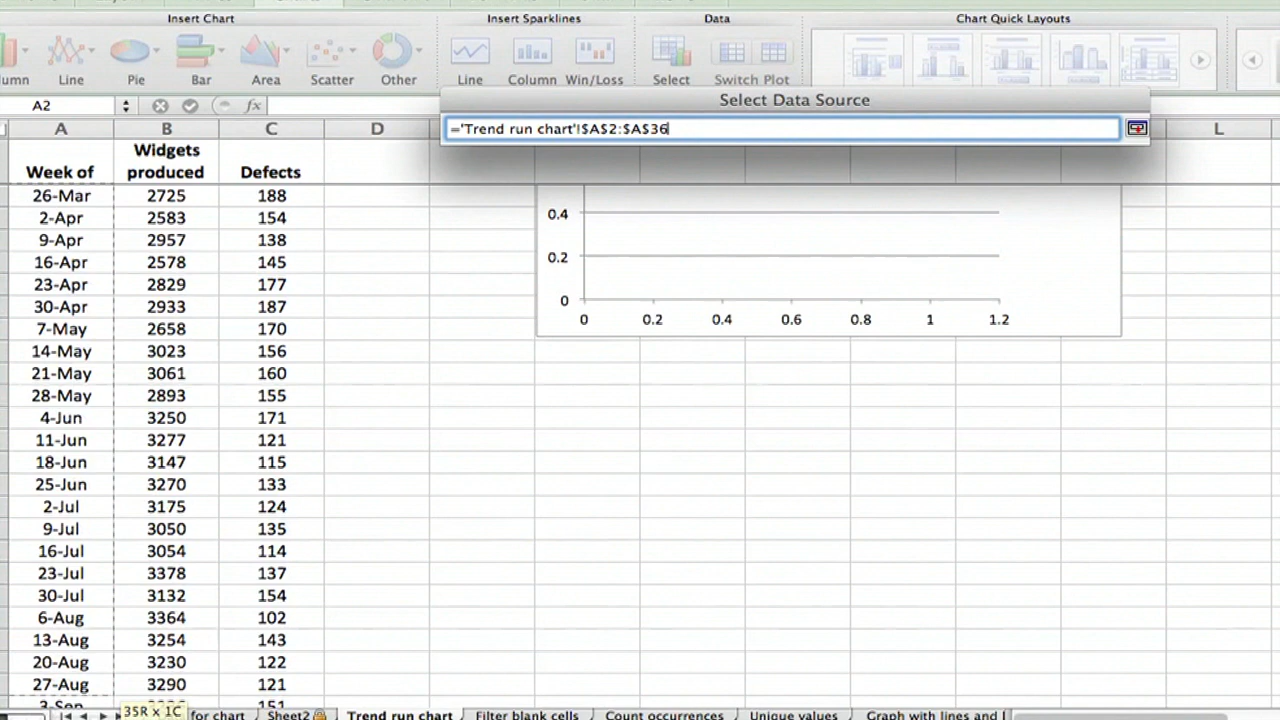 Insert Chart Insert Sparklines Data Chart Quick Layouts
Line Pie Bar Area Scatter Other Line Column Win/Loss Select Switch Plot
A2 fx Select Data Source
='Trend run chart'!$A$2:$A$36
A B C D L
Week of Widgets produced Defects
26-Mar 2725 188
2-Apr 2583 154
9-Apr 2957 138
16-Apr 2578 145
23-Apr 2829 177
30-Apr 2933 187
7-May 2658 170
14-May 3023 156
21-May 3061 160
28-May 2893 155
4-Jun 3250 171
11-Jun 3277 121
18-Jun 3147 115
25-Jun 3270 133
2-Jul 3175 124
9-Jul 3050 135
16-Jul 3054 114
23-Jul 3378 137
30-Jul 3132 154
6-Aug 3364 102
13-Aug 3254 143
20-Aug 3230 122
27-Aug 3290 121
3-Sep 151
0.4
0.2
0
0 0.2 0.4 0.6 0.8 1 1.2
35R x 1C for chart Sheet2 Trend run chart Filter blank cells Count occurrences Unique values Graph with lines and